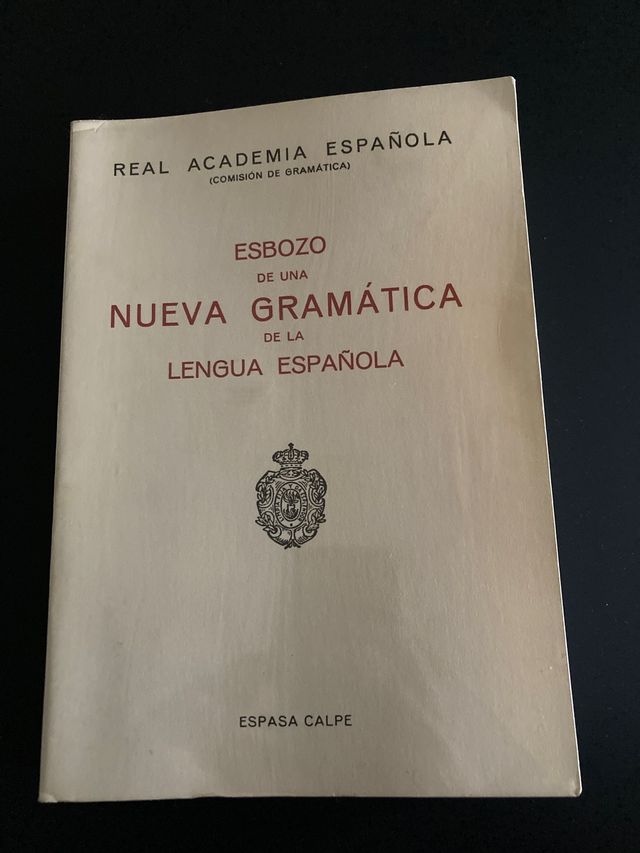 REAL ACADEMIA ESPAÑOLA
(COMISIÓN DE GRAMÁTICA)
ESBOZO
DE UNA
NUEVA GRAMÁTICA
DE LA
LENGUA ESPAÑOLA
ESPASA CALPE